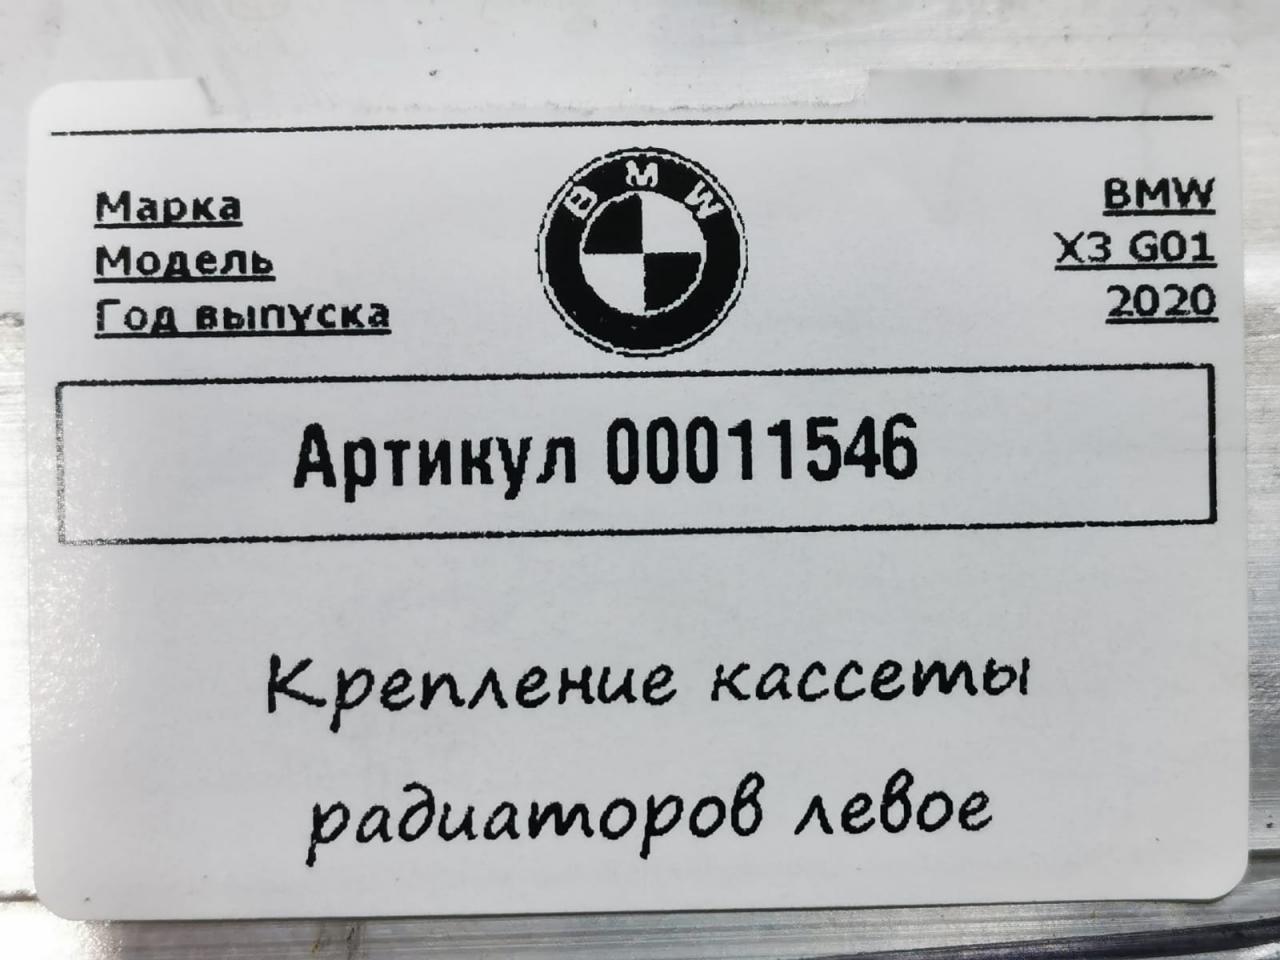 Марка
BMW
BMW
Модель
X3 G01
Год выпуска
2020
Артикул 00011546
Крепление кассеты
радиаторов левое